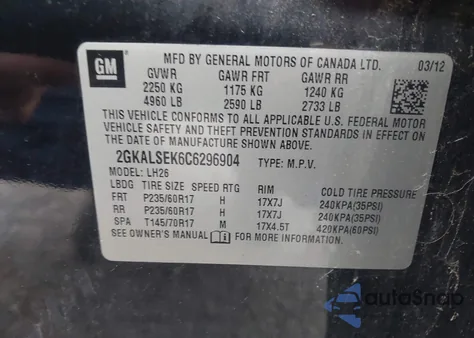 GM
MFD BY GENERAL MOTORS OF CANADA LTD. 03/12
GVWR GAWR FRT GAWR RR
2250 KG 1175 KG 1240 KG
4960 LB 2590 LB 2733 LB
THIS VEHICLE CONFORMS TO ALL APPLICABLE U.S. FEDERAL MOTOR
VEHICLE SAFETY AND THEFT PREVENTION STANDARDS IN EFFECT ON
THE DATE OF MANUFACTURE SHOWN ABOVE.
2GKALSEK6C6296904 TYPE: M.P.V.
MODEL: LH26
LBDG TIRE SIZE SPEED RTG RIM COLD TIRE PRESSURE
FRT P235/60R17 H 17X7J 240KPA(35PSI)
RR P235/60R17 H 17X7J 240KPA(35PSI)
SPA T145/70R17 M 17X4.5T 420KPA(60PSI)
SEE OWNER'S MANUAL FOR MORE INFORMATION.
autoSnap